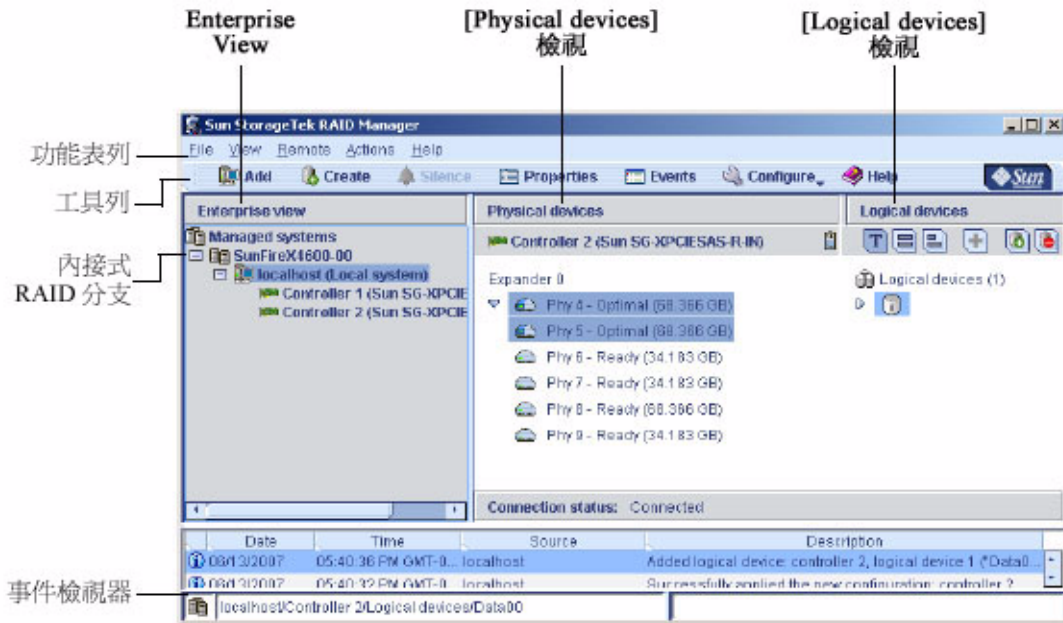 Enterprise
View
[Physical devices]
檢視
[Logical devices]
檢視
Sun StorageTek RAID Manager
功能表列
File View Remote Actions Help
工具列
Add Create Silence Properties Events Configure Help
Sun
Enterprise view
Physical devices
Logical devices
Managed systems
Controller 2 (Sun SG-XPCIESAS-R-IN)
T
SunFireX4600-00
內接式
RAID 分支
localhost (Local system)
Expander 0
Logical devices (1)
Controller 1 (Sun SG-XPCIE
Phy 4 - Optimal (68.366 GB)
Controller 2 (Sun SG-XPCIE
Phy 5 - Optimal (68.366 GB)
Phy 6 - Ready (34.183 GB)
Phy 7 - Ready (34.183 GB)
Phy 8 - Ready (68.366 GB)
Phy 9 - Ready (34.183 GB)
Connection status: Connected
Date Time Source Description
06/13/2007 05:40:36 PM GMT-0... localhost Added logical device: controller 2, logical device 1 ("Data0...
06/13/2007 05:40:32 PM GMT-0... localhost Successfully applied the new configuration: controller 2
事件檢視器
localhost/Controller 2/Logical devices/Data00